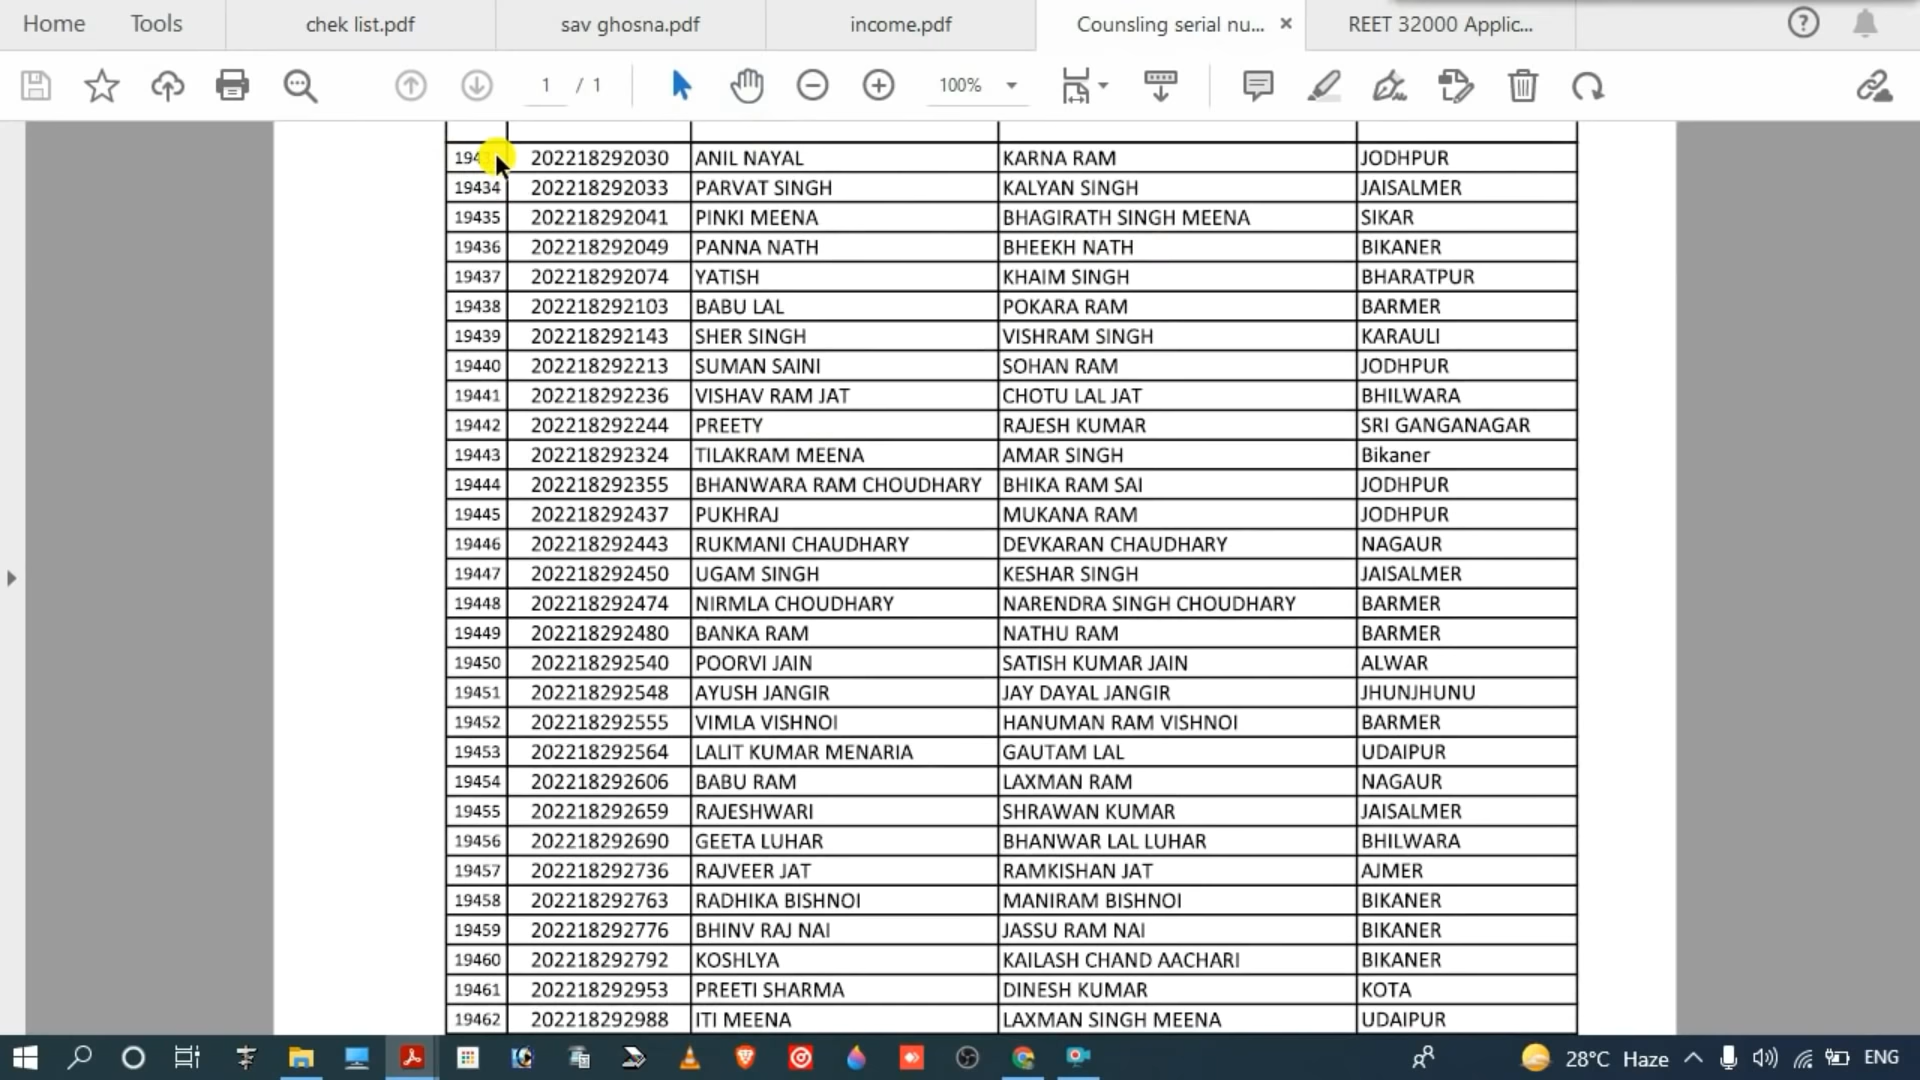 Home Tools chek list.pdf sav ghosna.pdf income.pdf Counsling serial nu... REET 32000 Applic...
1 / 1 100%
202218292030 ANIL NAYAL KARNA RAM JODHPUR
19434 202218292033 PARVAT SINGH KALYAN SINGH JAISALMER
19435 202218292041 PINKI MEENA BHAGIRATH SINGH MEENA SIKAR
19436 202218292049 PANNA NATH BHEEKH NATH BIKANER
19437 202218292074 YATISH KHAIM SINGH BHARATPUR
19438 202218292103 BABU LAL POKARA RAM BARMER
19439 202218292143 SHER SINGH VISHRAM SINGH KARAULI
19440 202218292213 SUMAN SAINI SOHAN RAM JODHPUR
19441 202218292236 VISHAV RAM JAT CHOTU LAL JAT BHILWARA
19442 202218292244 PREETY RAJESH KUMAR SRI GANGANAGAR
19443 202218292324 TILAKRAM MEENA AMAR SINGH Bikaner
19444 202218292355 BHANWARA RAM CHOUDHARY BHIKA RAM SAI JODHPUR
19445 202218292437 PUKHRAJ MUKANA RAM JODHPUR
19446 202218292443 RUKMANI CHAUDHARY DEVKARAN CHAUDHARY NAGAUR
19447 202218292450 UGAM SINGH KESHAR SINGH JAISALMER
19448 202218292474 NIRMLA CHOUDHARY NARENDRA SINGH CHOUDHARY BARMER
19449 202218292480 BANKA RAM NATHU RAM BARMER
19450 202218292540 POORVI JAIN SATISH KUMAR JAIN ALWAR
19451 202218292548 AYUSH JANGIR JAY DAYAL JANGIR JHUNJHUNU
19452 202218292555 VIMLA VISHNOI HANUMAN RAM VISHNOI BARMER
19453 202218292564 LALIT KUMAR MENARIA GAUTAM LAL UDAIPUR
19454 202218292606 BABU RAM LAXMAN RAM NAGAUR
19455 202218292659 RAJESHWARI SHRAWAN KUMAR JAISALMER
19456 202218292690 GEETA LUHAR BHANWAR LAL LUHAR BHILWARA
19457 202218292736 RAJVEER JAT RAMKISHAN JAT AJMER
19458 202218292763 RADHIKA BISHNOI MANIRAM BISHNOI BIKANER
19459 202218292776 BHINV RAJ NAI JASSU RAM NAI BIKANER
19460 202218292792 KOSHLYA KAILASH CHAND AACHARI BIKANER
19461 202218292953 PREETI SHARMA DINESH KUMAR KOTA
19462 202218292988 ITI MEENA LAXMAN SINGH MEENA UDAIPUR
28°C Haze ENG